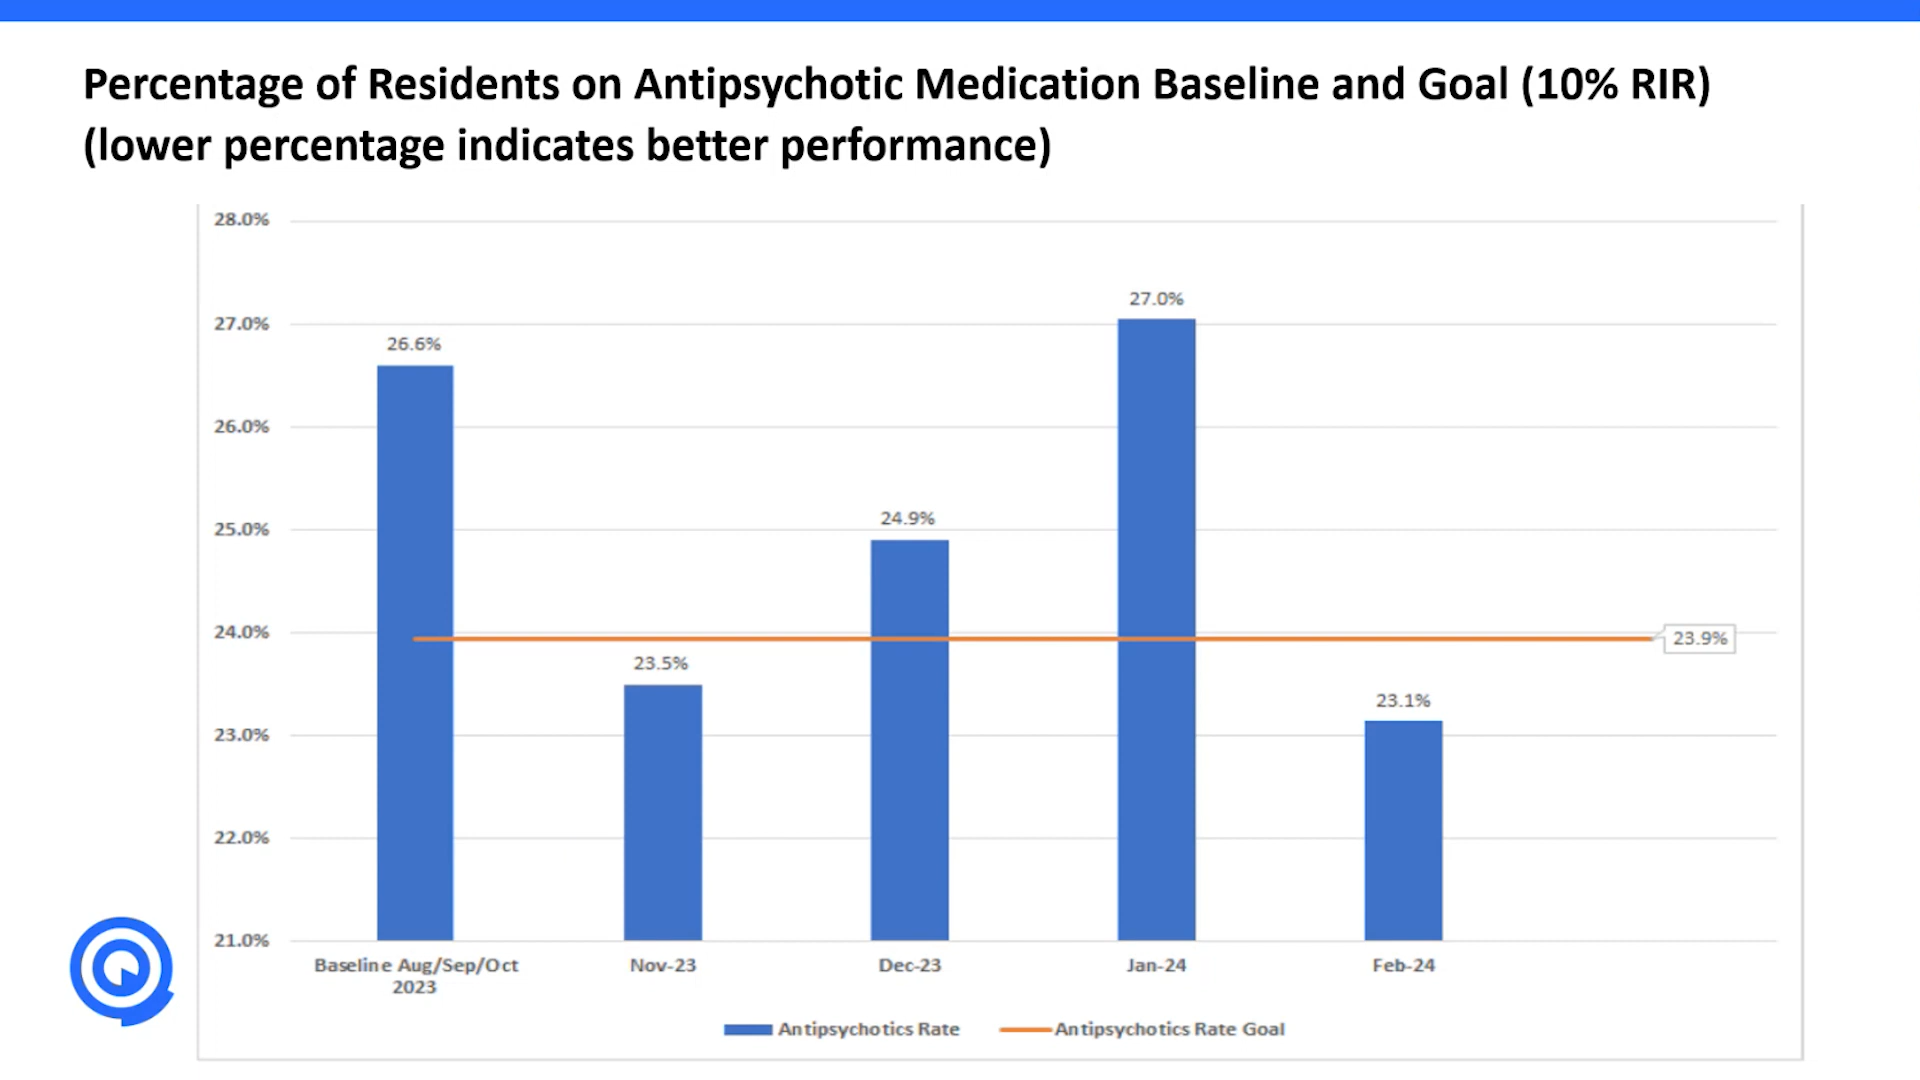 Percentage of Residents on Antipsychotic Medication Baseline and Goal (10% RIR)
(lower percentage indicates better performance)
28.0%
27.0%
26.0%
25.0%
24.0%
23.0%
22.0%
21.0%
26.6%
23.5%
24.9%
27.0%
23.1%
23.9%
Baseline Aug/Sep/Oct
2023
Nov-23
Dec-23
Jan-24
Feb-24
Antipsychotics Rate
Antipsychotics Rate Goal